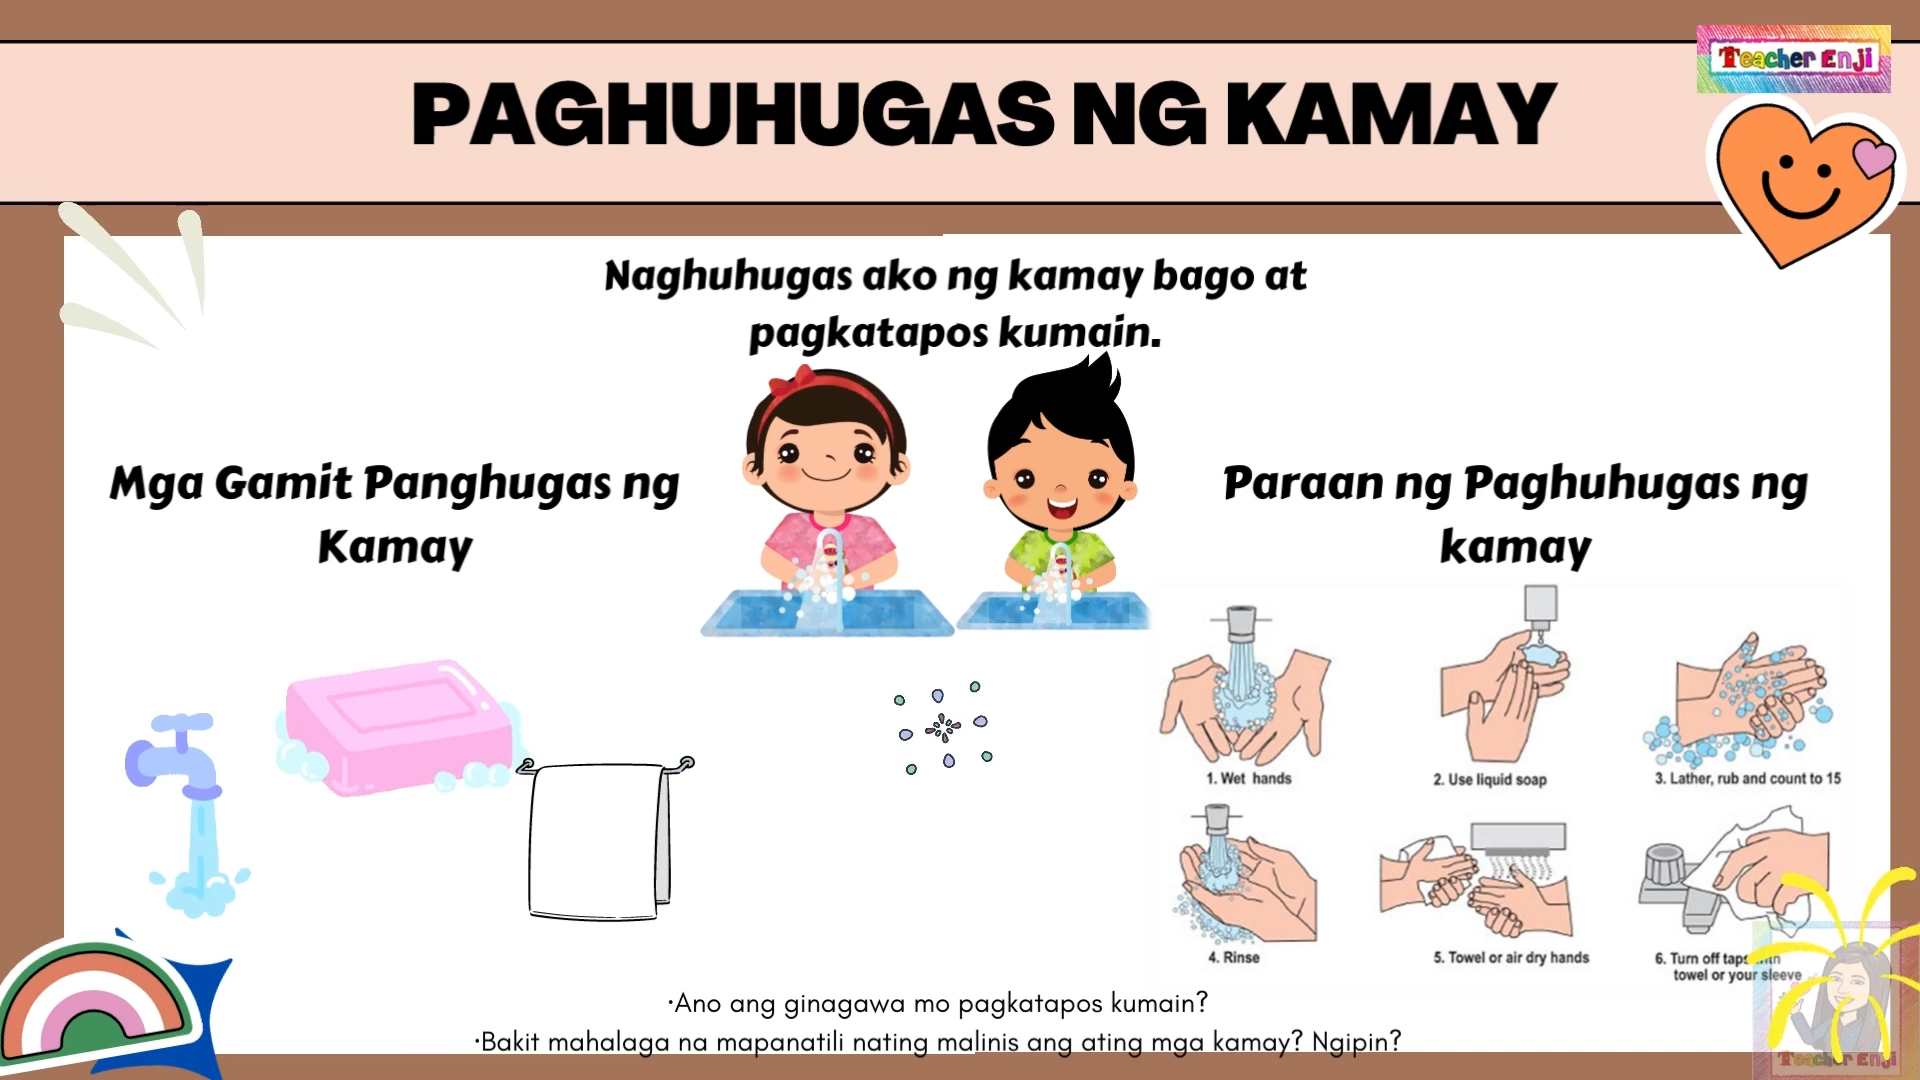 PAGHUHUGAS NG KAMAY
Teacher Enji
Naghuhugas ako ng kamay bago at
pagkatapos kumain.
Mga Gamit Panghugas ng
Kamay
Paraan ng Paghuhugas ng
kamay
1. Wet hands
2. Use liquid soap
3. Lather, rub and count to 15
4. Rinse
5. Towel or air dry hands
6. Turn off taps with
towel or your sleeve
·Ano ang ginagawa mo pagkatapos kumain?
·Bakit mahalaga na mapanatili nating malinis ang ating mga kamay? Ngipin?
Teacher Enji